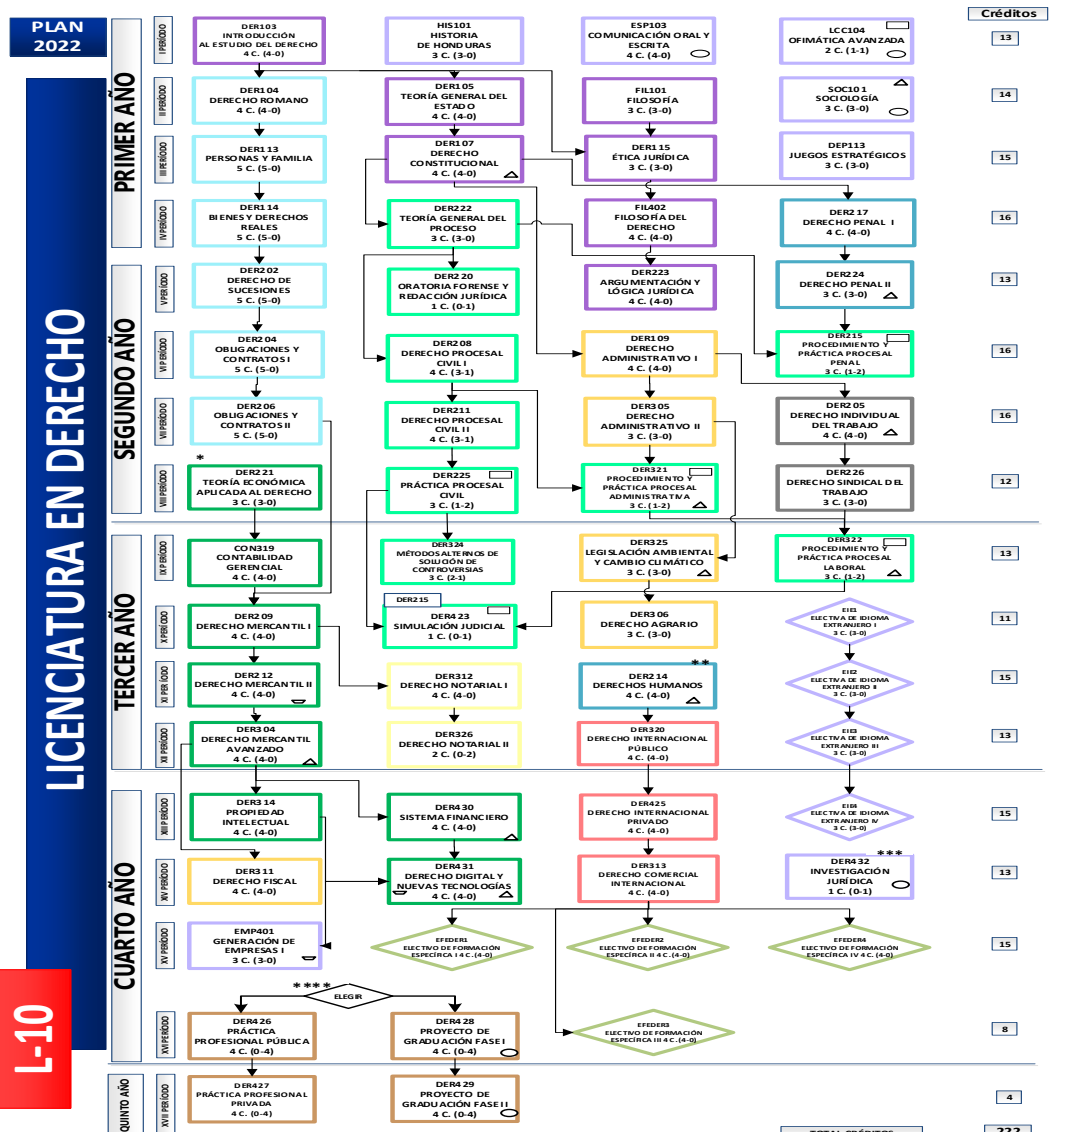 PLAN
2022
LICENCIATURA EN DERECHO
L-10
Créditos
PRIMER AÑO
I PERÍODO
DER103
INTRODUCCIÓN
AL ESTUDIO DEL DERECHO
4 C. (4-0)
HIS101
HISTORIA
DE HONDURAS
3 C. (3-0)
ESP103
COMUNICACIÓN ORAL Y
ESCRITA
4 C. (4-0)
LCC104
OFIMÁTICA AVANZADA
2 C. (1-1)
13
II PERÍODO
DER104
DERECHO ROMANO
4 C. (4-0)
DER105
TEORÍA GENERAL DEL
ESTADO
4 C. (4-0)
FIL101
FILOSOFÍA
3 C. (3-0)
SOC101
SOCIOLOGÍA
3 C. (3-0)
14
III PERÍODO
DER113
PERSONAS Y FAMILIA
5 C. (5-0)
DER107
DERECHO
CONSTITUCIONAL
4 C. (4-0)
DER115
ÉTICA JURÍDICA
3 C. (3-0)
DEP113
JUEGOS ESTRATÉGICOS
3 C. (3-0)
15
IV PERÍODO
DER114
BIENES Y DERECHOS
REALES
5 C. (5-0)
DER222
TEORÍA GENERAL DEL
PROCESO
3 C. (3-0)
FIL402
FILOSOFÍA DEL
DERECHO
4 C. (4-0)
DER217
DERECHO PENAL I
4 C. (4-0)
16
SEGUNDO AÑO
V PERÍODO
DER202
DERECHO DE
SUCESIONES
5 C. (5-0)
DER220
ORATORIA FORENSE Y
REDACCIÓN JURÍDICA
1 C. (0-1)
DER223
ARGUMENTACIÓN Y
LÓGICA JURÍDICA
4 C. (4-0)
DER224
DERECHO PENAL II
3 C. (3-0)
13
VI PERÍODO
DER204
OBLIGACIONES Y
CONTRATOS I
5 C. (5-0)
DER208
DERECHO PROCESAL
CIVIL I
4 C. (3-1)
DER109
DERECHO
ADMINISTRATIVO I
4 C. (4-0)
DER215
PROCEDIMIENTO Y
PRÁCTICA PROCESAL
PENAL
3 C. (1-2)
16
VII PERÍODO
DER206
OBLIGACIONES Y
CONTRATOS II
5 C. (5-0)
DER211
DERECHO PROCESAL
CIVIL II
4 C. (3-1)
DER305
DERECHO
ADMINISTRATIVO II
3 C. (3-0)
DER205
DERECHO INDIVIDUAL
DEL TRABAJO
4 C. (4-0)
16
VIII PERÍODO
*
DER221
TEORÍA ECONÓMICA
APLICADA AL DERECHO
3 C. (3-0)
DER225
PRÁCTICA PROCESAL
CIVIL
3 C. (1-2)
DER321
PROCEDIMIENTO Y
PRÁCTICA PROCESAL
ADMINISTRATIVA
3 C. (1-2)
DER226
DERECHO SINDICAL DEL
TRABAJO
3 C. (3-0)
12
TERCER AÑO
IX PERÍODO
CON319
CONTABILIDAD
GERENCIAL
4 C. (4-0)
DER324
MÉTODOS ALTERNOS DE
SOLUCIÓN DE
CONTROVERSIAS
3 C. (2-1)
DER325
LEGISLACIÓN AMBIENTAL
Y CAMBIO CLIMÁTICO
3 C. (3-0)
DER322
PROCEDIMIENTO Y
PRÁCTICA PROCESAL
LABORAL
3 C. (1-2)
13
X PERÍODO
DER209
DERECHO MERCANTIL I
4 C. (4-0)
DER215
DER423
SIMULACIÓN JUDICIAL
1 C. (0-1)
DER306
DERECHO AGRARIO
3 C. (3-0)
EIE1
ELECTIVA DE IDIOMA
EXTRANJERO I
3 C. (3-0)
11
XI PERÍODO
DER212
DERECHO MERCANTIL II
4 C. (4-0)
DER312
DERECHO NOTARIAL I
4 C. (4-0)
**
DER214
DERECHOS HUMANOS
4 C. (4-0)
EIE2
ELECTIVA DE IDIOMA
EXTRANJERO II
3 C. (3-0)
15
XII PERÍODO
DER304
DERECHO MERCANTIL
AVANZADO
4 C. (4-0)
DER326
DERECHO NOTARIAL II
2 C. (0-2)
DER320
DERECHO INTERNACIONAL
PÚBLICO
4 C. (4-0)
EIE3
ELECTIVA DE IDIOMA
EXTRANJERO III
3 C. (3-0)
13
CUARTO AÑO
XIII PERÍODO
DER314
PROPIEDAD
INTELECTUAL
4 C. (4-0)
DER430
SISTEMA FINANCIERO
4 C. (4-0)
DER425
DERECHO INTERNACIONAL
PRIVADO
4 C. (4-0)
EIE4
ELECTIVA DE IDIOMA
EXTRANJERO IV
3 C. (3-0)
15
XIV PERÍODO
DER311
DERECHO FISCAL
4 C. (4-0)
DER431
DERECHO DIGITAL Y
NUEVAS TECNOLOGÍAS
4 C. (4-0)
DER313
DERECHO COMERCIAL
INTERNACIONAL
4 C. (4-0)
***
DER432
INVESTIGACIÓN
JURÍDICA
1 C. (0-1)
13
XV PERÍODO
EMP401
GENERACIÓN DE
EMPRESAS I
3 C. (3-0)
EFEDER1
ELECTIVO DE FORMACIÓN
ESPECÍFRCA I 4 C.(4-0)
EFEDER2
ELECTIVO DE FORMACIÓN
ESPECÍFRCA II 4 C.(4-0)
EFEDER4
ELECTIVO DE FORMACIÓN
ESPECÍFRCA IV 4 C.(4-0)
15
****
ELEGIR
XVI PERÍODO
DER426
PRÁCTICA
PROFESIONAL PÚBLICA
4 C. (0-4)
DER428
PROYECTO DE
GRADUACIÓN FASE I
4 C. (0-4)
EFEDER3
ELECTIVO DE FORMACIÓN
ESPECÍFRCA III 4 C.(4-0)
8
QUINTO AÑO
XVII PERÍODO
DER427
PRÁCTICA PROFESIONAL
PRIVADA
4 C. (0-4)
DER429
PROYECTO DE
GRADUACIÓN FASE II
4 C. (0-4)
4
TOTAL CRÉDITOS
222